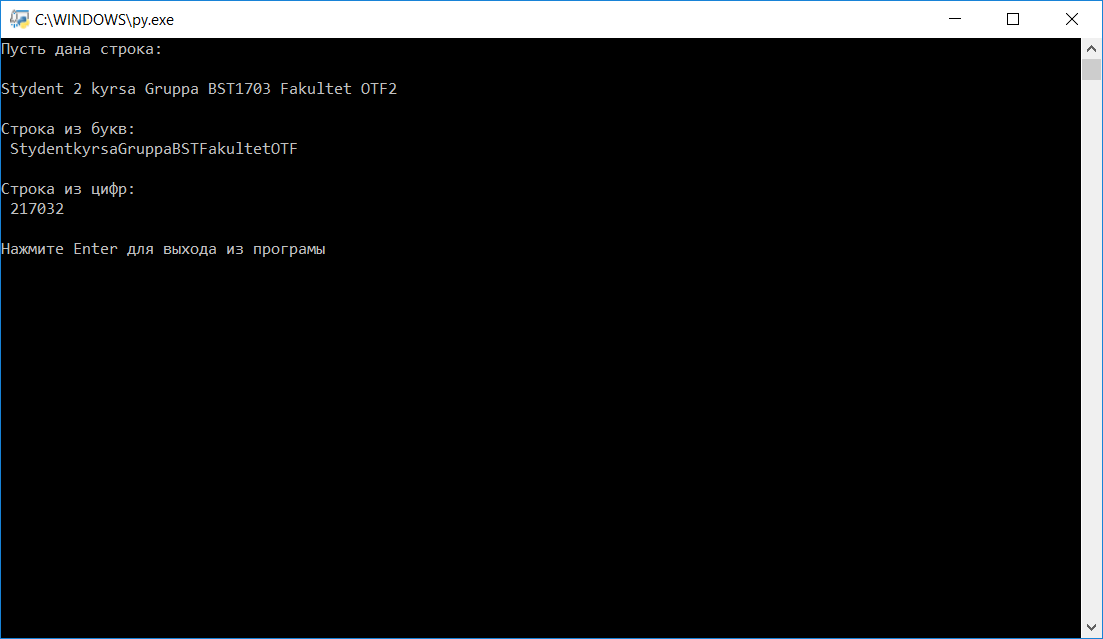 C:\WINDOWS\py.exe
Пусть дана строка:
Stydent 2 kyrsa Gruppa BST1703 Fakultet OTF2
Строка из букв:
StydentkyrsaGruppaBSTFakultetOTF
Строка из цифр:
217032
Нажмите Enter для выхода из програмы